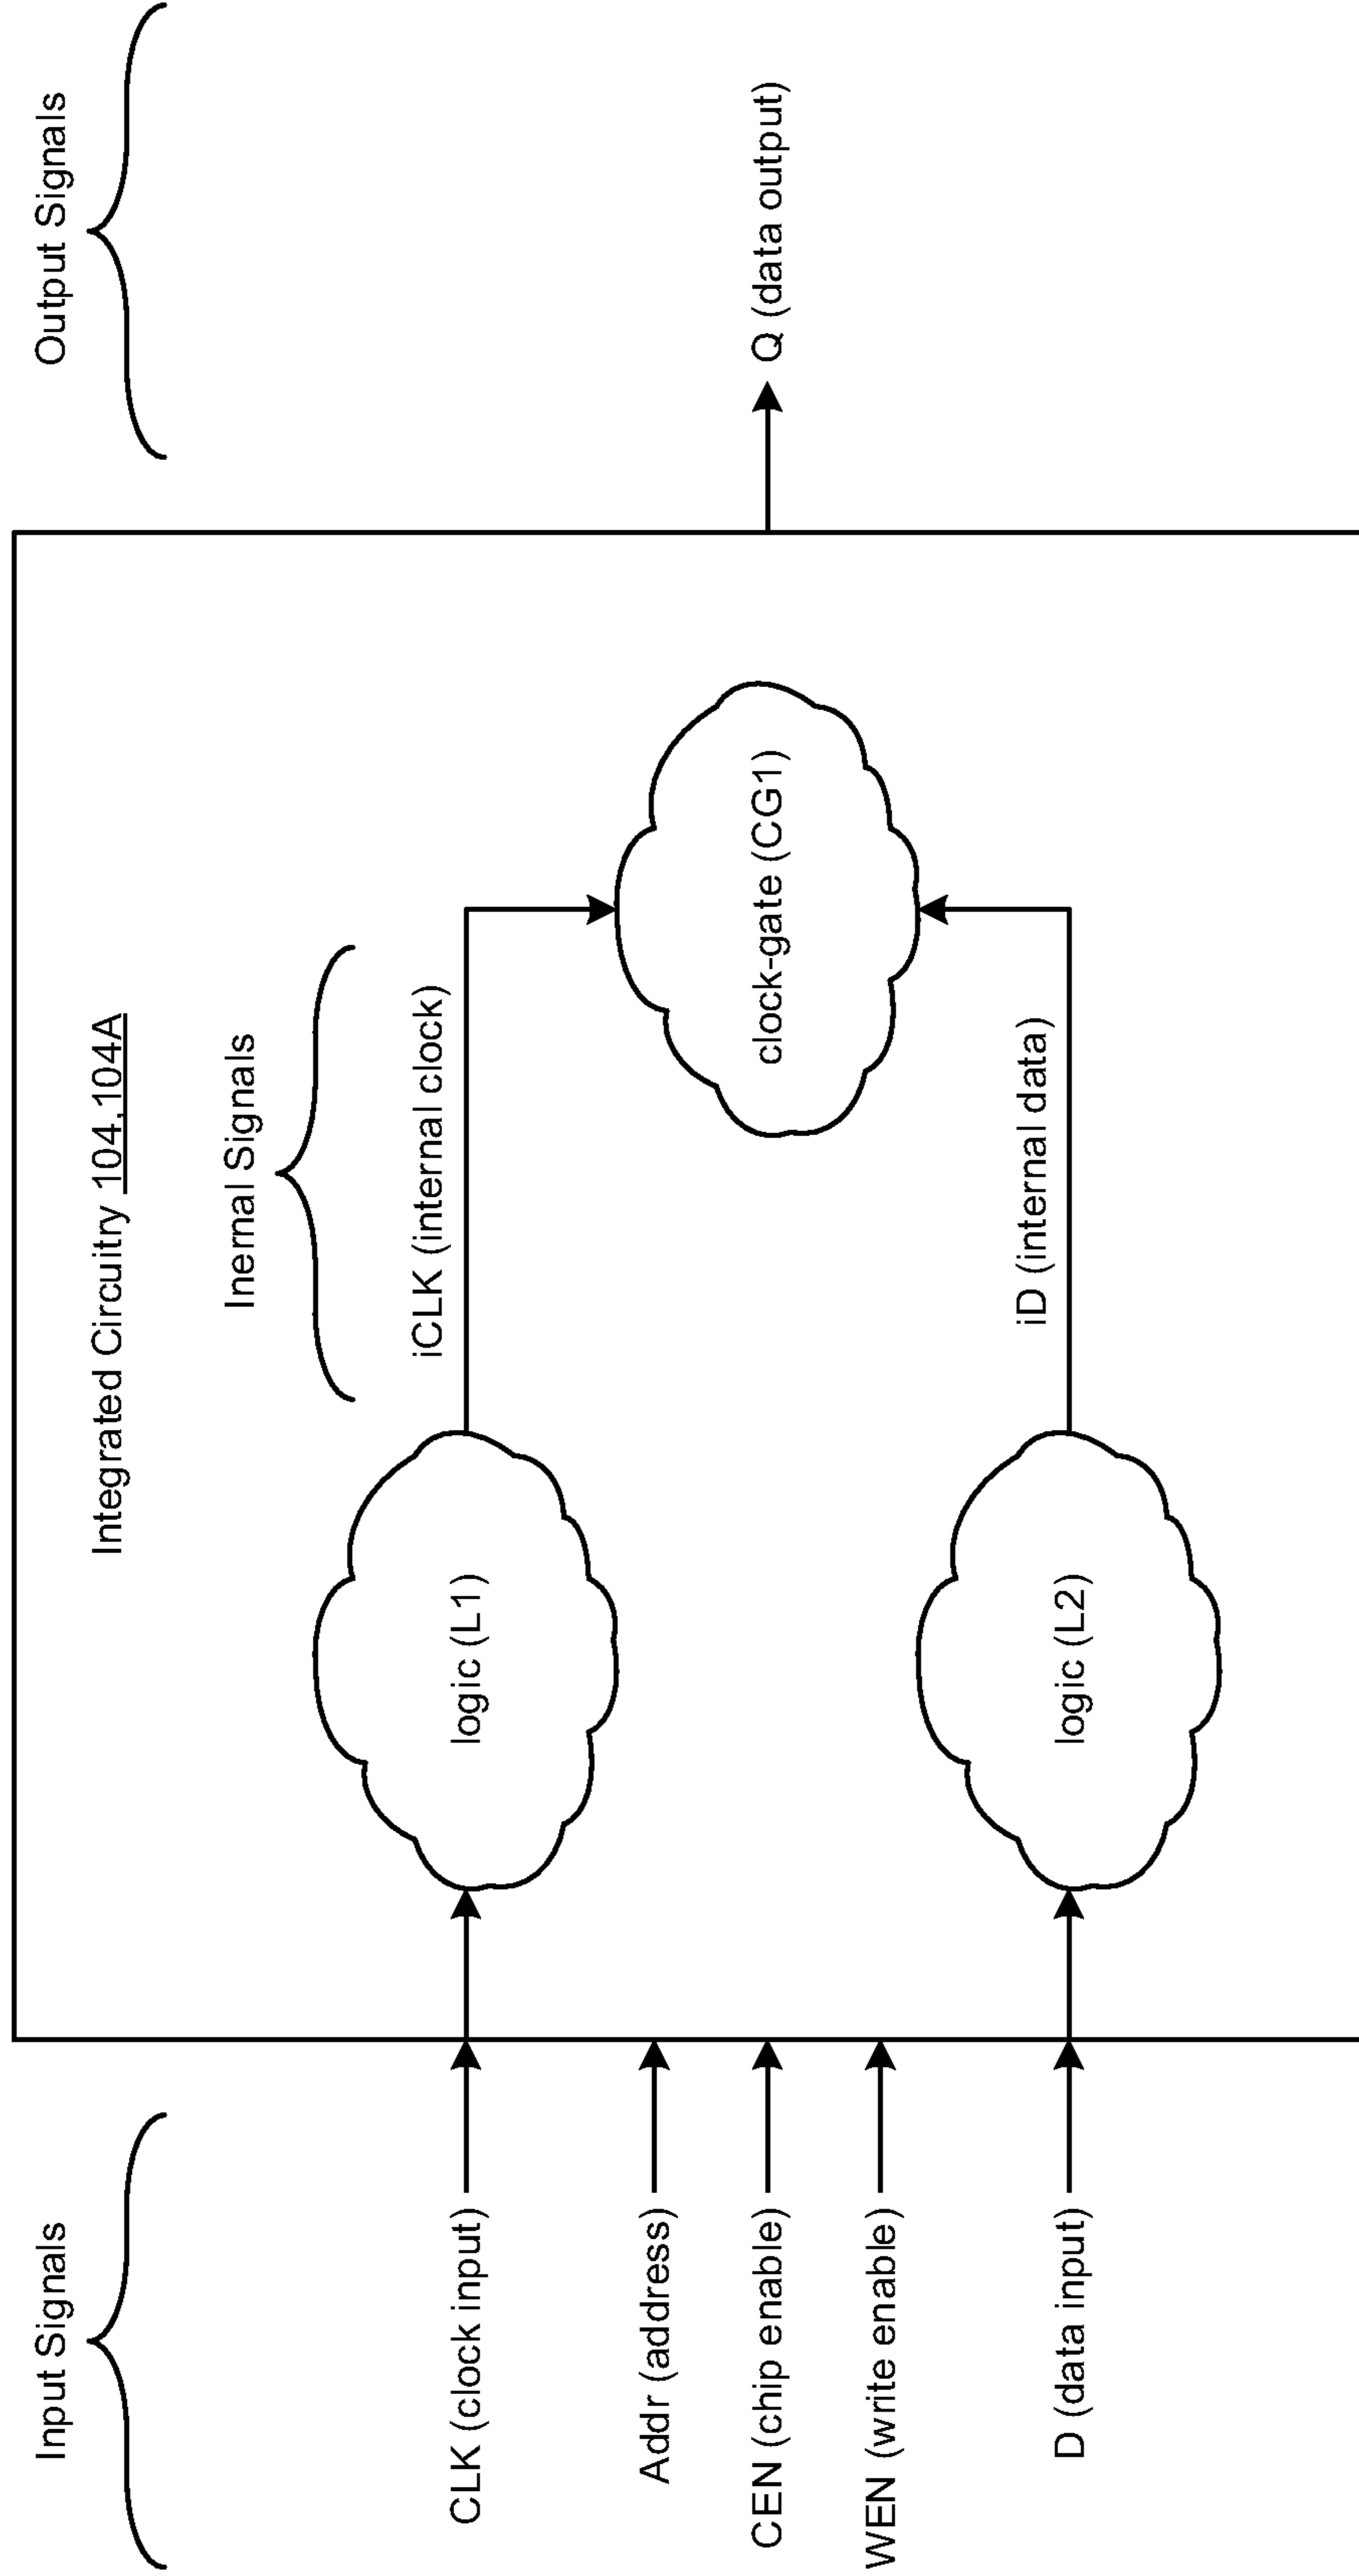 Input Signals
Output Signals
Integrated Circuitry 104,104A
Inernal Signals
CLK (clock input)
logic (L1)
iCLK (internal clock)
Addr (address)
CEN (chip enable)
clock-gate (CG1)
Q (data output)
WEN (write enable)
D (data input)
logic (L2)
iD (internal data)